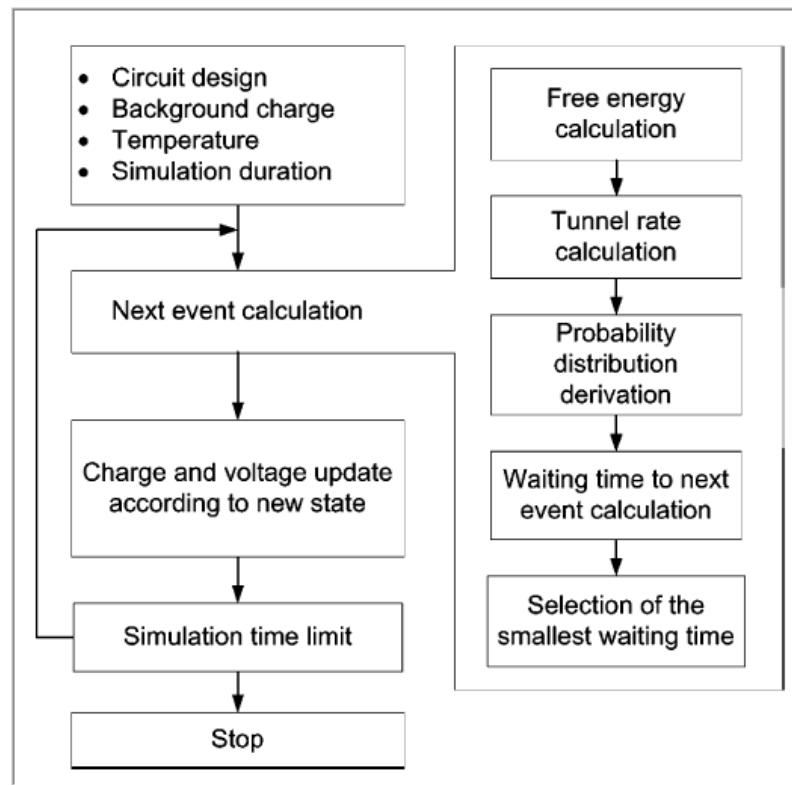 • Circuit design
• Background charge
• Temperature
• Simulation duration
Next event calculation
Charge and voltage update
according to new state
Simulation time limit
Stop
Free energy
calculation
Tunnel rate
calculation
Probability
distribution
derivation
Waiting time to next
event calculation
Selection of the
smallest waiting time